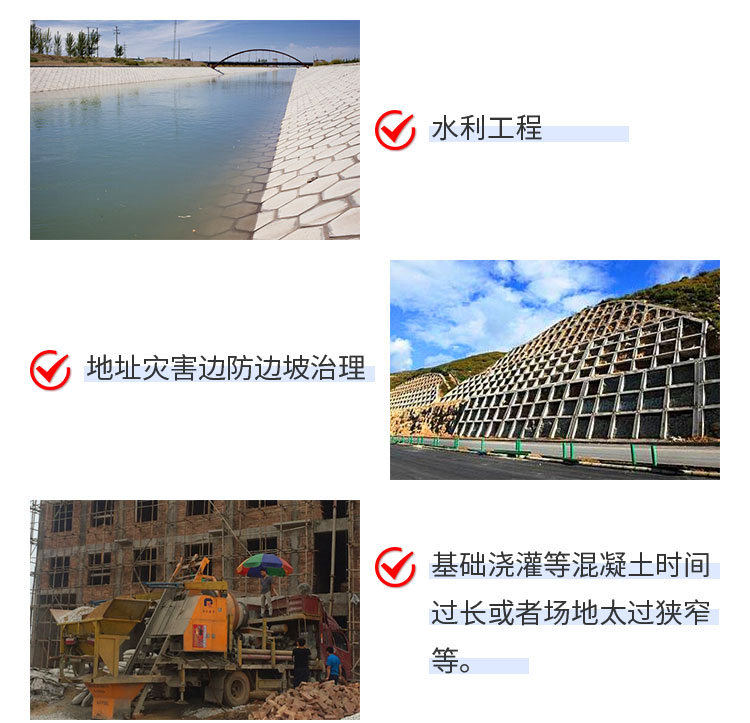 水利工程
地址灾害边防边坡治理
基础浇灌等混凝土时间
过长或者场地太过狭窄
等。